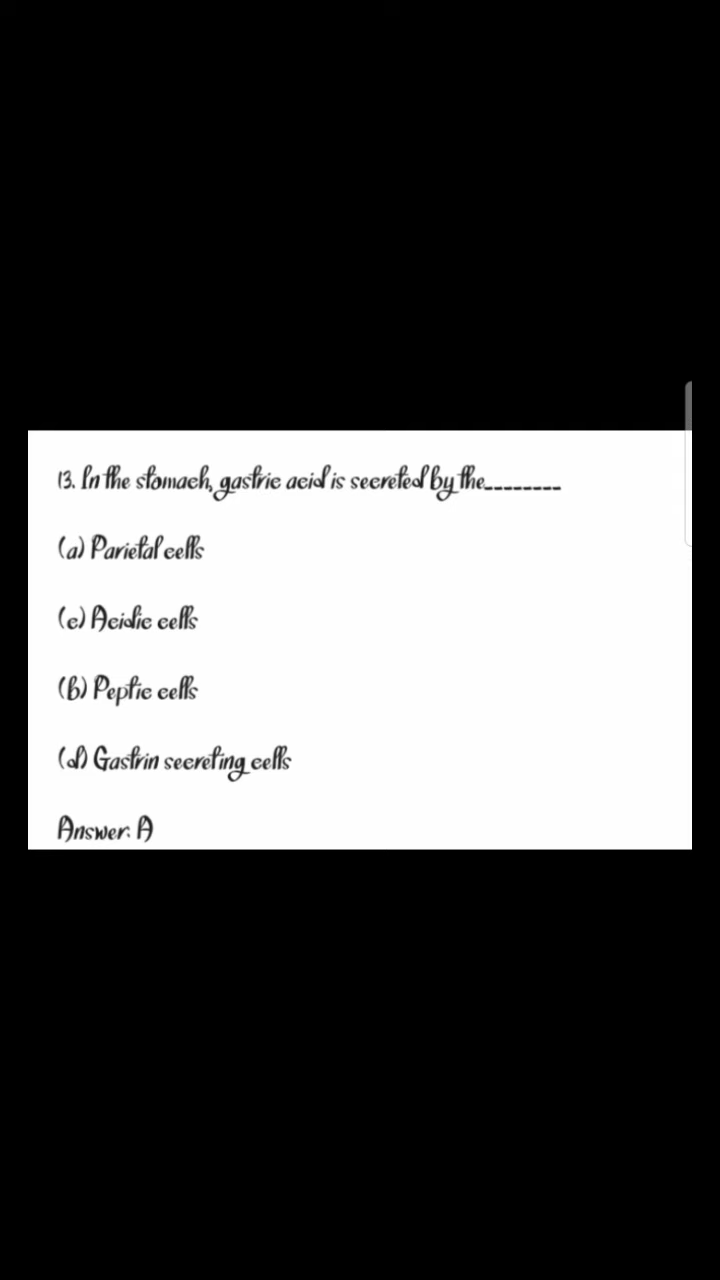 13. In the stomach, gastric acid is secreted by the--------
(a) Parietal cells
(c) Acidic cells
(b) Peptic cells
(d) Gastrin secreting cells
Answer: A